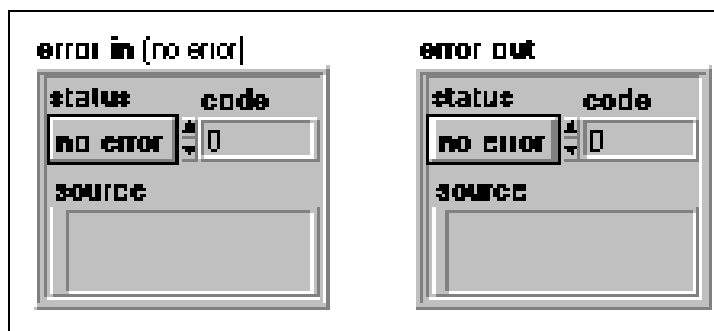 error in (no error)
status code
no error 0
source
error out
status code
no error 0
source